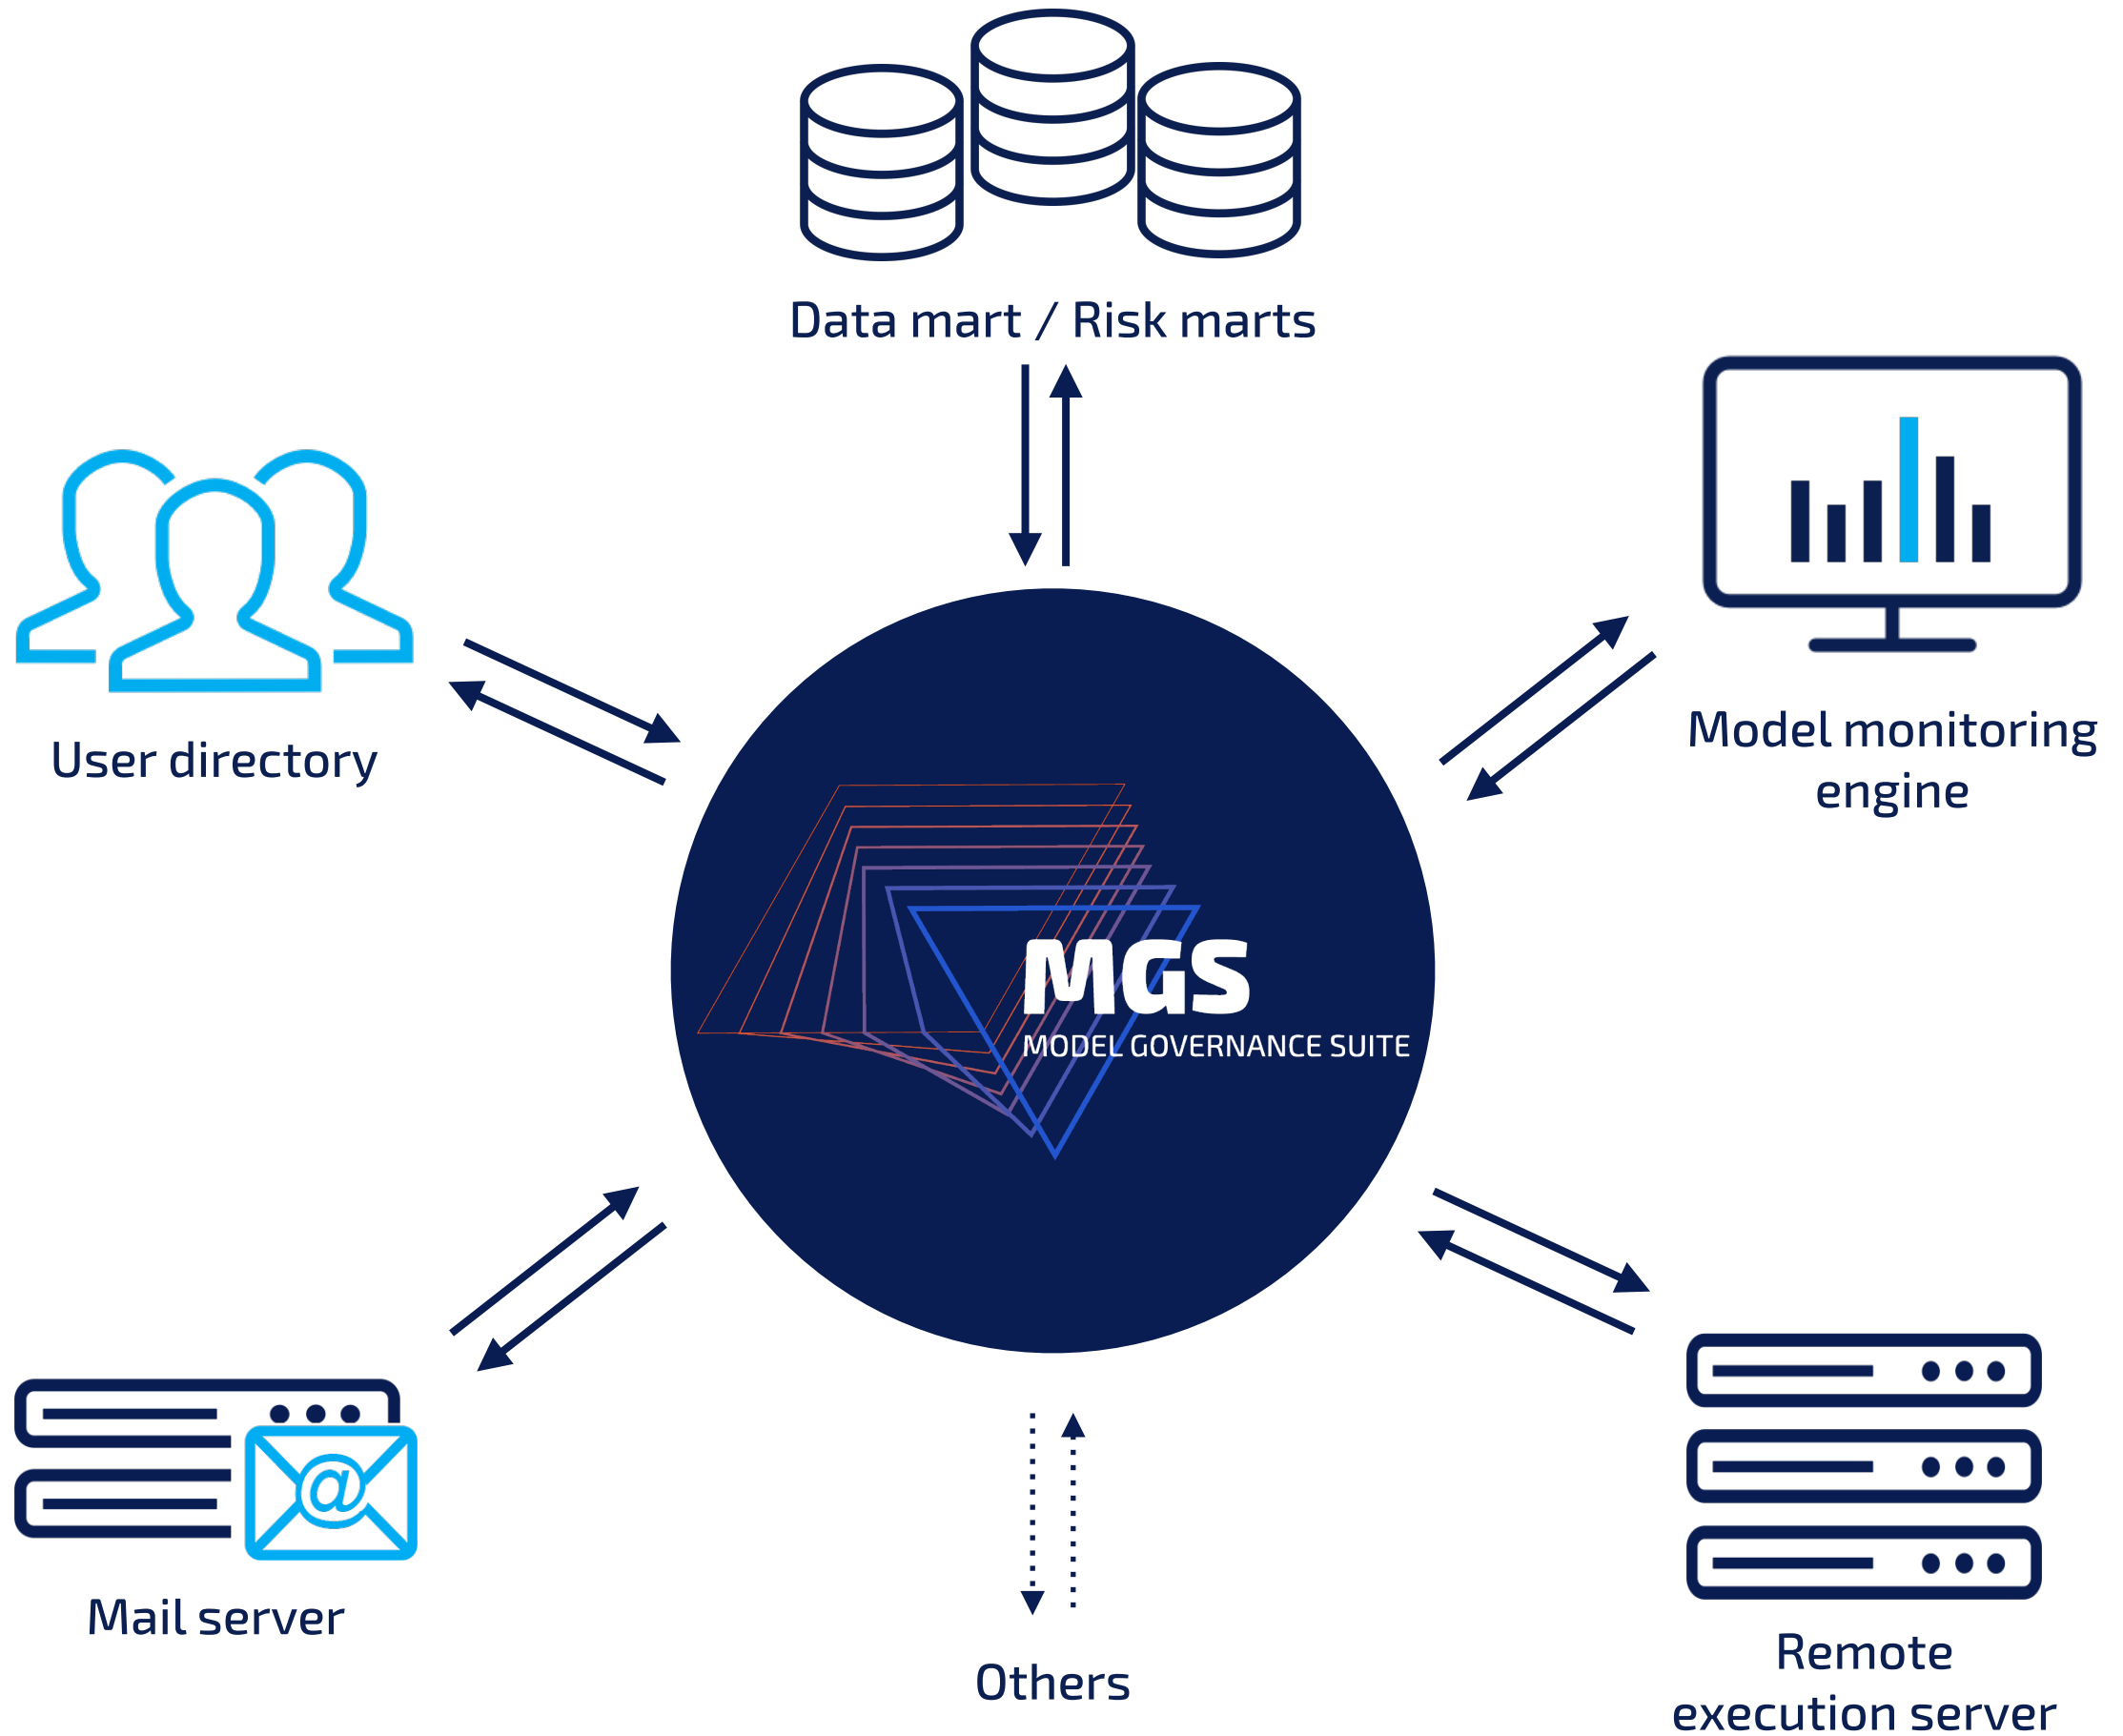 Data mart / Risk marts
User directory
Model monitoring
engine
MGS
MODEL GOVERNANCE SUITE
@
Mail server
Others
Remote
execution server